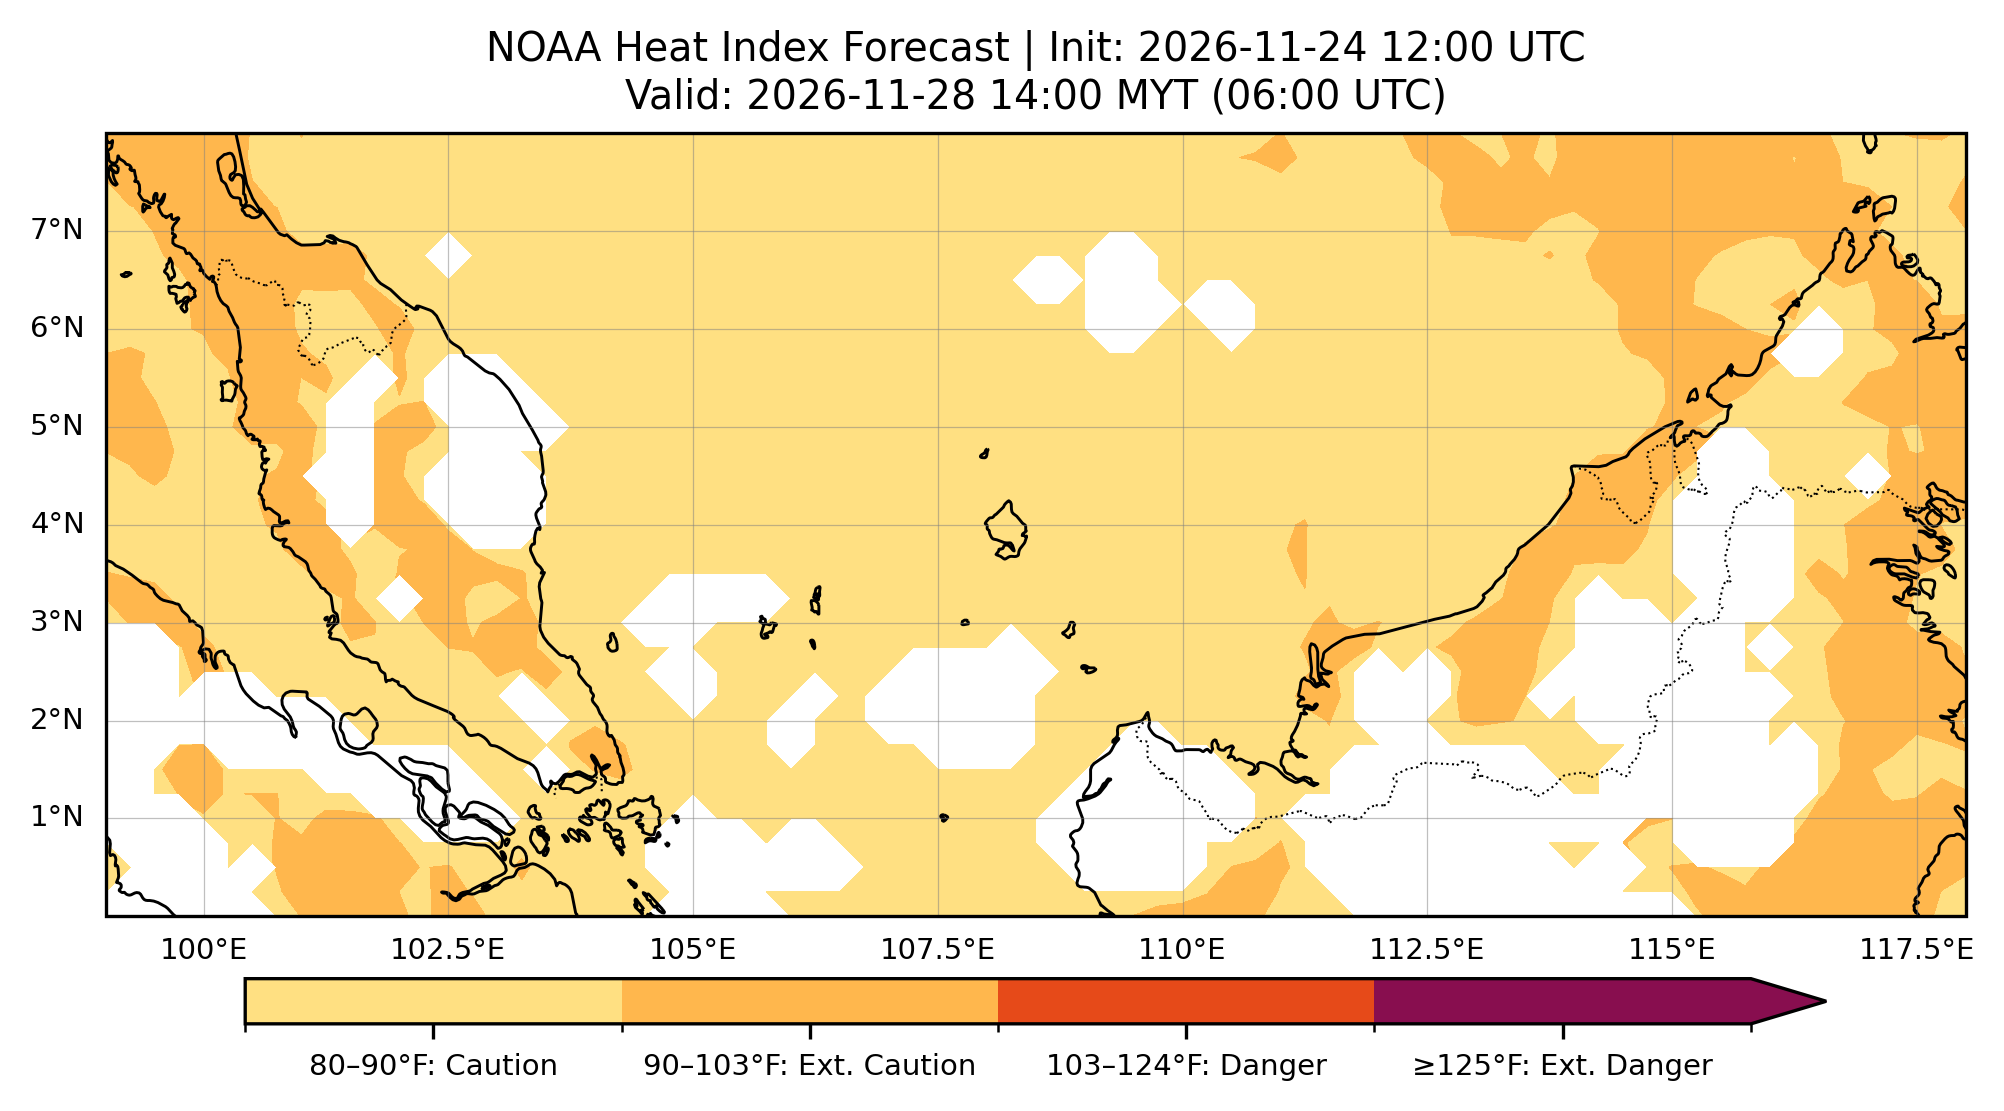 NOAA Heat Index Forecast | Init: 2026-11-24 12:00 UTC
Valid: 2026-11-28 14:00 MYT (06:00 UTC)
7°N
6°N
5°N
4°N
3°N
2°N
1°N
100°E 102.5°E 105°E 107.5°E 110°E 112.5°E 115°E 117.5°E
80–90°F: Caution 90–103°F: Ext. Caution 103–124°F: Danger ≥125°F: Ext. Danger